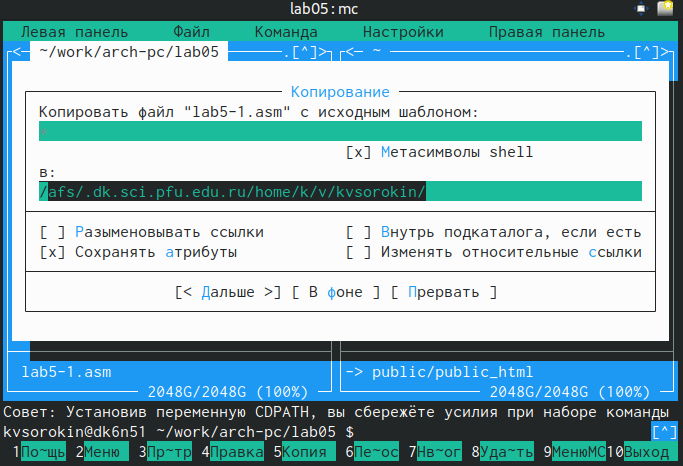 lab05:mc
Левая панель Файл Команда Настройки Правая панель
<— ~/work/arch-pc/lab05 .[^]> <— ~ .[^]>
Копирование
Копировать файл "lab5-1.asm" с исходным шаблоном:
*
[x] Метасимволы shell
в:
/afs/.dk.sci.pfu.edu.ru/home/k/v/kvsorokin/
[ ] Разыменовывать ссылки [ ] Внутрь подкаталога, если есть
[x] Сохранять атрибуты [ ] Изменять относительные ссылки
[< Дальше >] [ В фоне ] [ Прервать ]
lab5-1.asm -> public/public_html
2048G/2048G (100%) 2048G/2048G (100%)
Совет: Установив переменную CDPATH, вы сбережёте усилия при наборе команды
kvsorokin@dk6n51 ~/work/arch-pc/lab05 $ [^]
1По~щь 2Меню 3Пр~тр 4Правка 5Копия 6Пе~ос 7Нв~ог 8Уда~ть 9МенюMC 10Выход